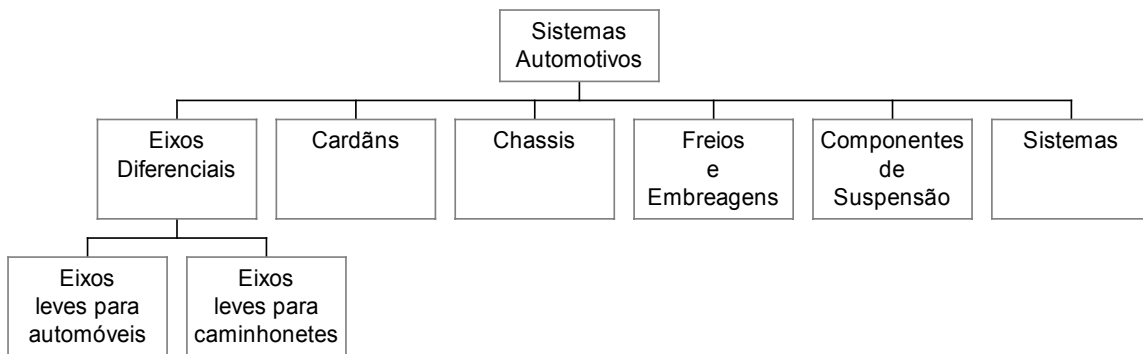 Sistemas
Automotivos
Eixos
Diferenciais
Cardãns
Chassis
Freios
e
Embreagens
Componentes
de
Suspensão
Sistemas
Eixos
leves para
automóveis
Eixos
leves para
caminhonetes